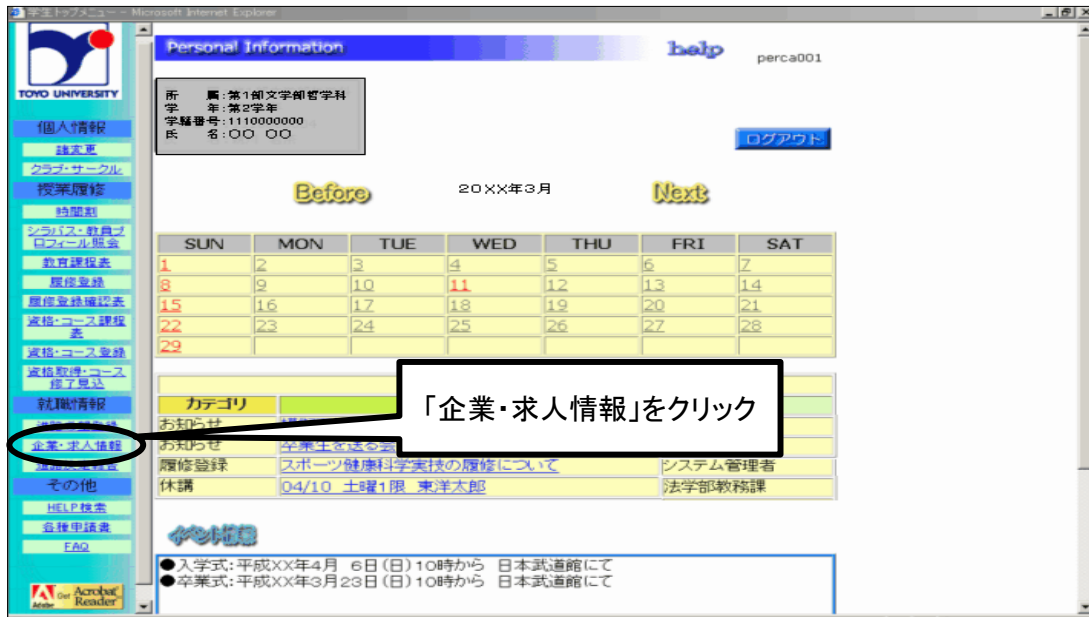 学生トップメニュー - Microsoft Internet Explorer
TOYO UNIVERSITY
個人情報
諸変更
クラブ・サークル
授業履修
時間割
シラバス・教員プ
ロフィール照会
教育課程表
履修登録
履修登録確認表
資格・コース課程
表
資格・コース登録
資格取得・コース
修了見込
就職情報
企業・求人情報
その他
HELP検索
各種申請書
FAQ
Get Acrobat
Adobe Reader
Personal Information
help
perca001
所 属:第1部文学部哲学科
学 年:第2学年
学籍番号:1110000000
氏 名:○○ ○○
ログアウト
Before 20XX年3月 Next
SUN MON TUE WED THU FRI SAT
1 2 3 4 5 6 7
8 9 10 11 12 13 14
15 16 17 18 19 20 21
22 23 24 25 26 27 28
29
「企業・求人情報」をクリック
カテゴリ
お知らせ
お知らせ 卒業生を送る会
履修登録 スポーツ健康科学実技の履修について システム管理者
休講 04/10 土曜1限 東洋太郎 法学部教務課
イベント情報
●入学式:平成XX年4月 6日(日)10時から 日本武道館にて
●卒業式:平成XX年3月23日(日)10時から 日本武道館にて